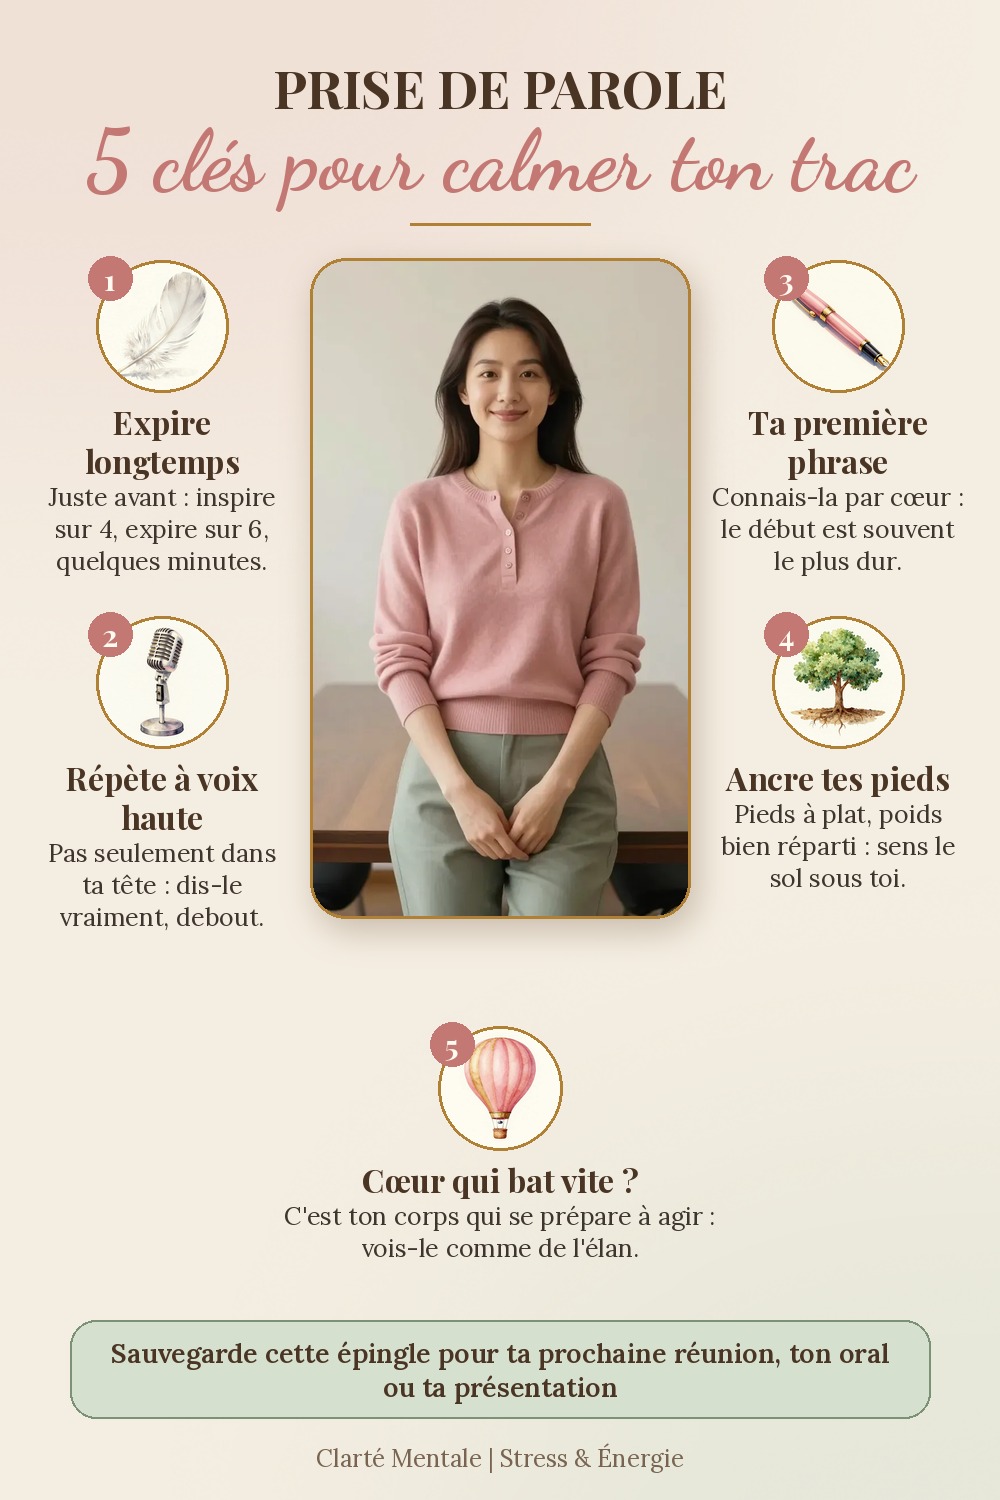 PRISE DE PAROLE
5 clés pour calmer ton trac
1
Expire
longtemps
Juste avant : inspire
sur 4, expire sur 6,
quelques minutes.
2
Répète à voix
haute
Pas seulement dans
ta tête : dis-le
vraiment, debout.
3
Ta première
phrase
Connais-la par cœur :
le début est souvent
le plus dur.
4
Ancre tes pieds
Pieds à plat, poids
bien réparti : sens le
sol sous toi.
5
Cœur qui bat vite ?
C'est ton corps qui se prépare à agir :
vois-le comme de l'élan.
Sauvegarde cette épingle pour ta prochaine réunion, ton oral
ou ta présentation
Clarté Mentale | Stress & Énergie